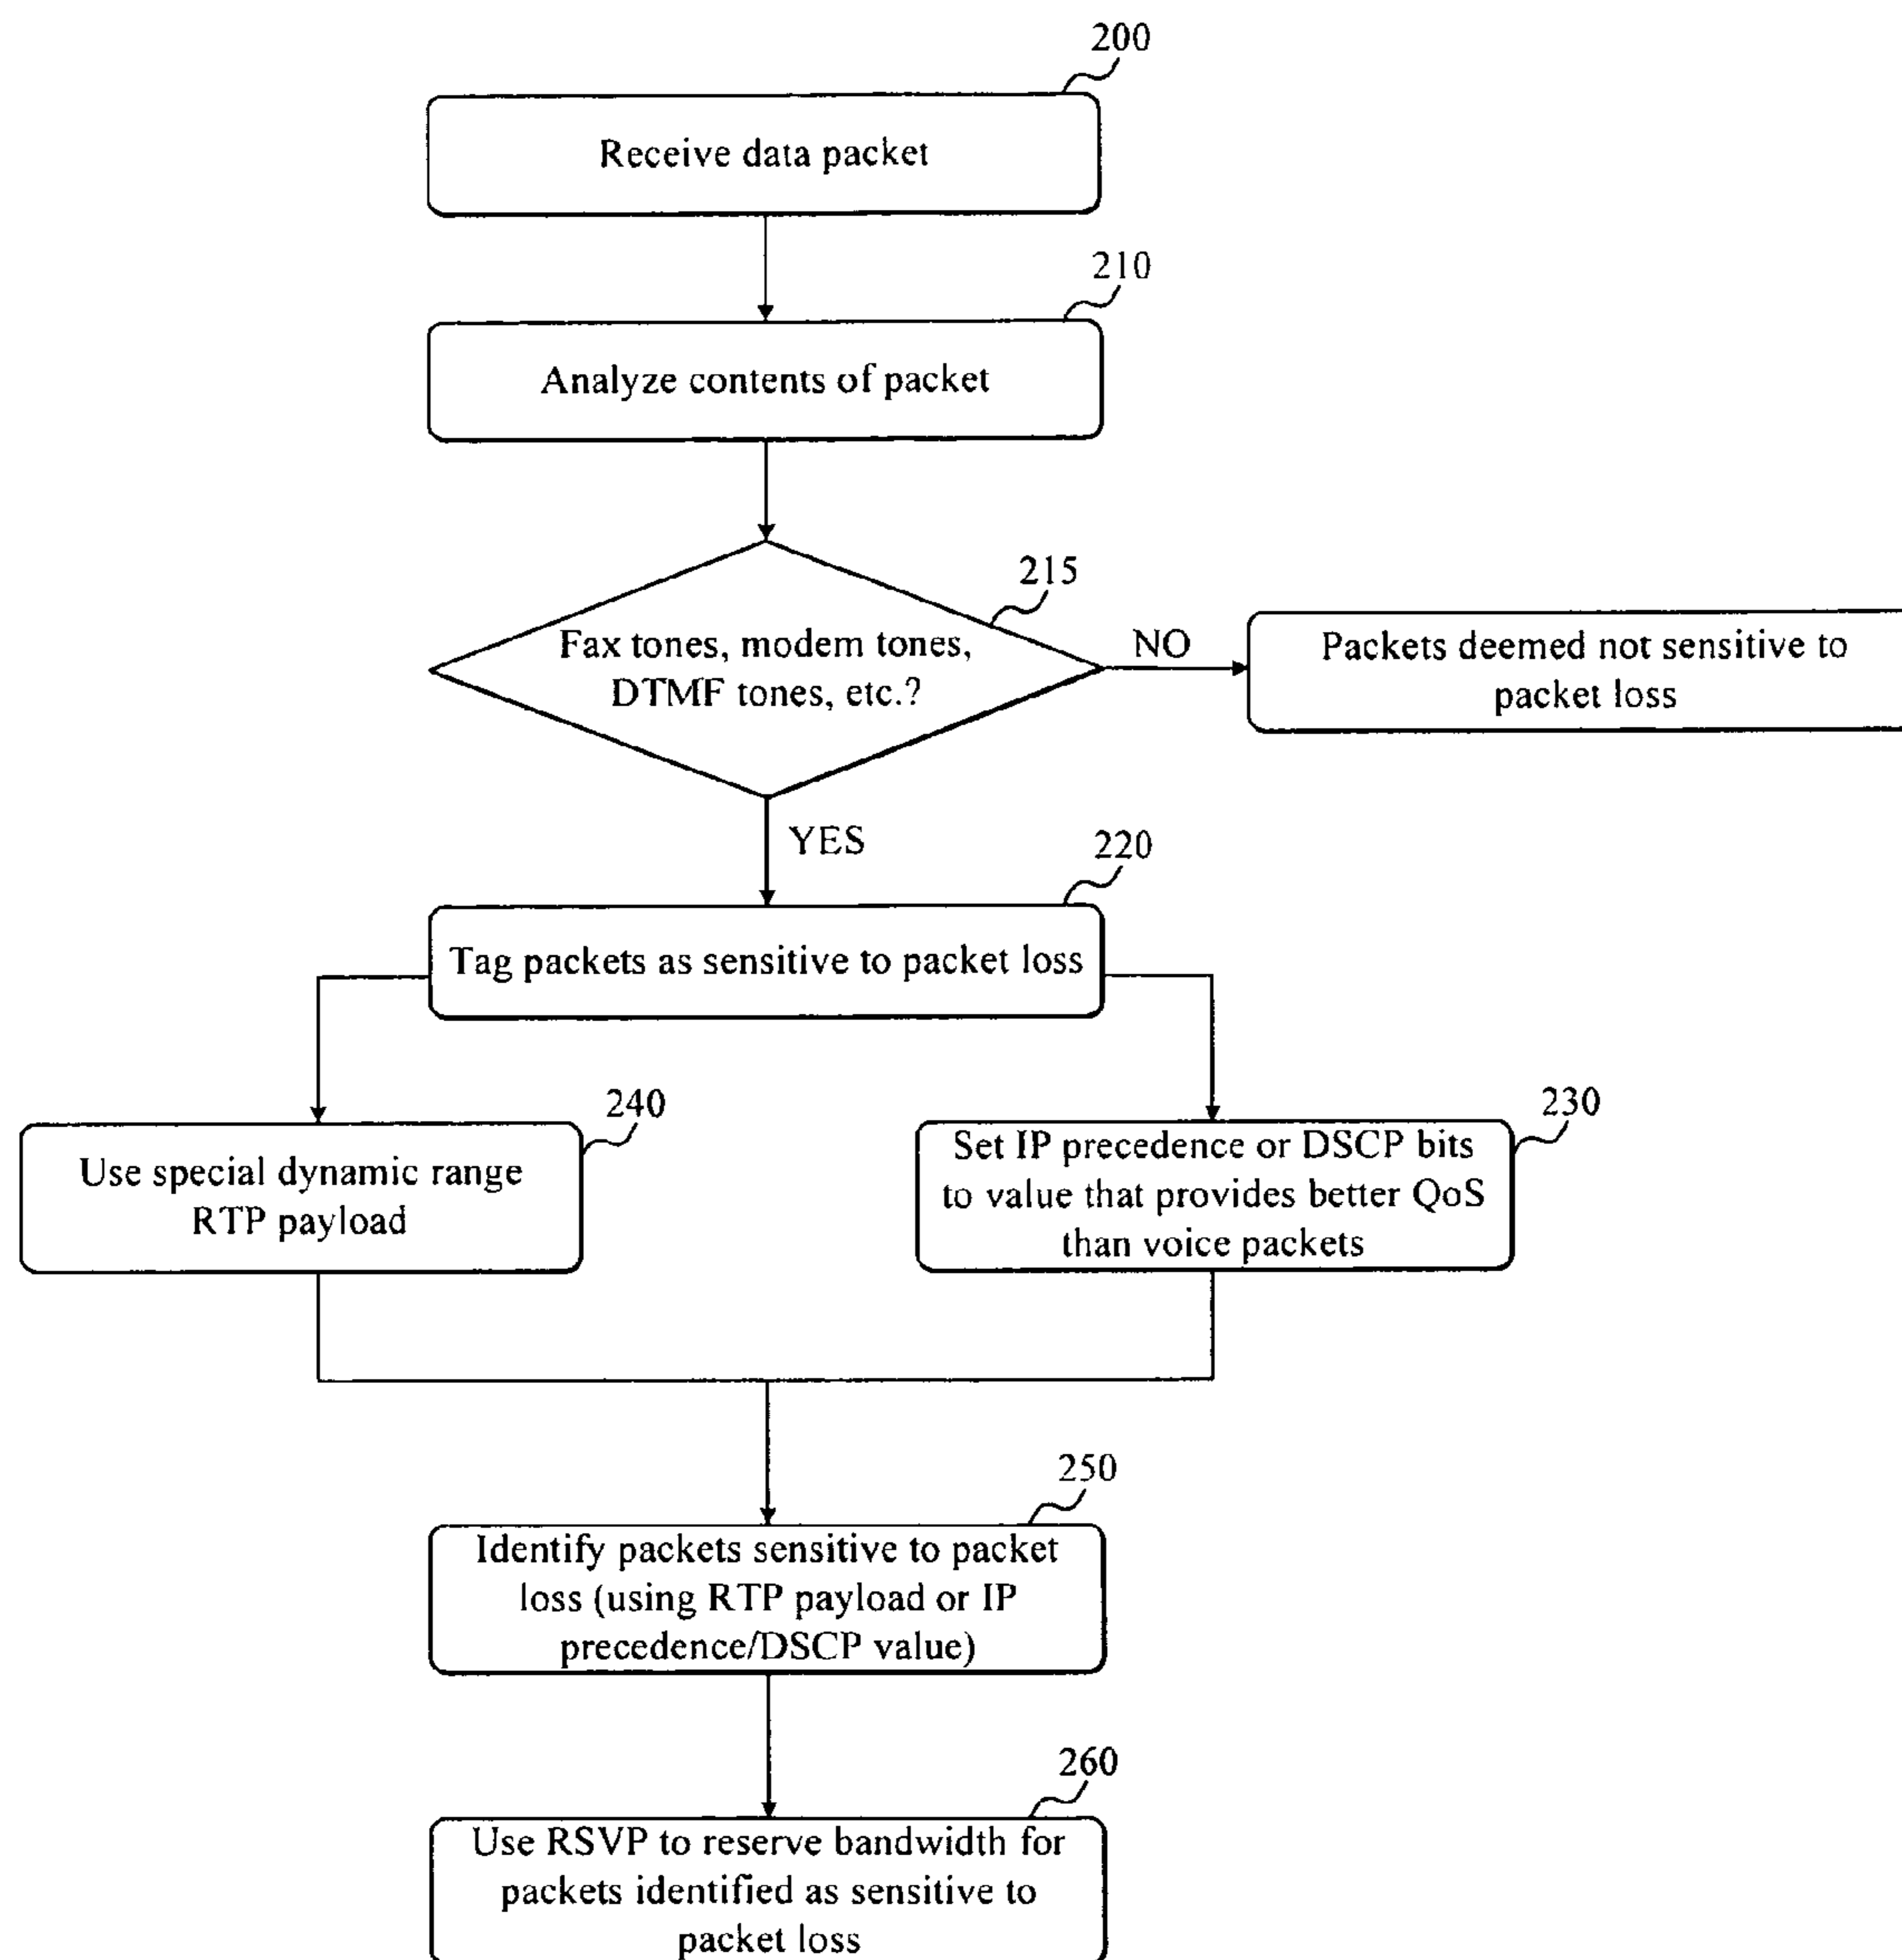 200
Receive data packet
210
Analyze contents of packet
215
Fax tones, modem tones,
DTMF tones, etc.?
NO
Packets deemed not sensitive to
packet loss
YES
220
Tag packets as sensitive to packet loss
240
Use special dynamic range
RTP payload
230
Set IP precedence or DSCP bits
to value that provides better QoS
than voice packets
250
Identify packets sensitive to packet
loss (using RTP payload or IP
precedence/DSCP value)
260
Use RSVP to reserve bandwidth for
packets identified as sensitive to
packet loss